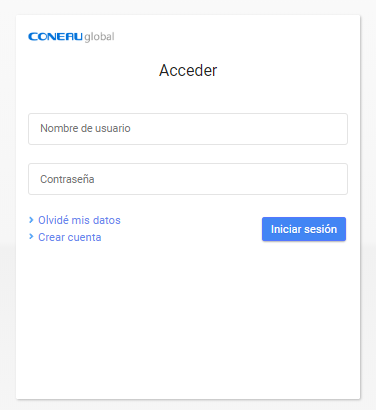 CONEAU global
Acceder
Nombre de usuario
Contraseña
Olvidé mis datos
Crear cuenta
Iniciar sesión